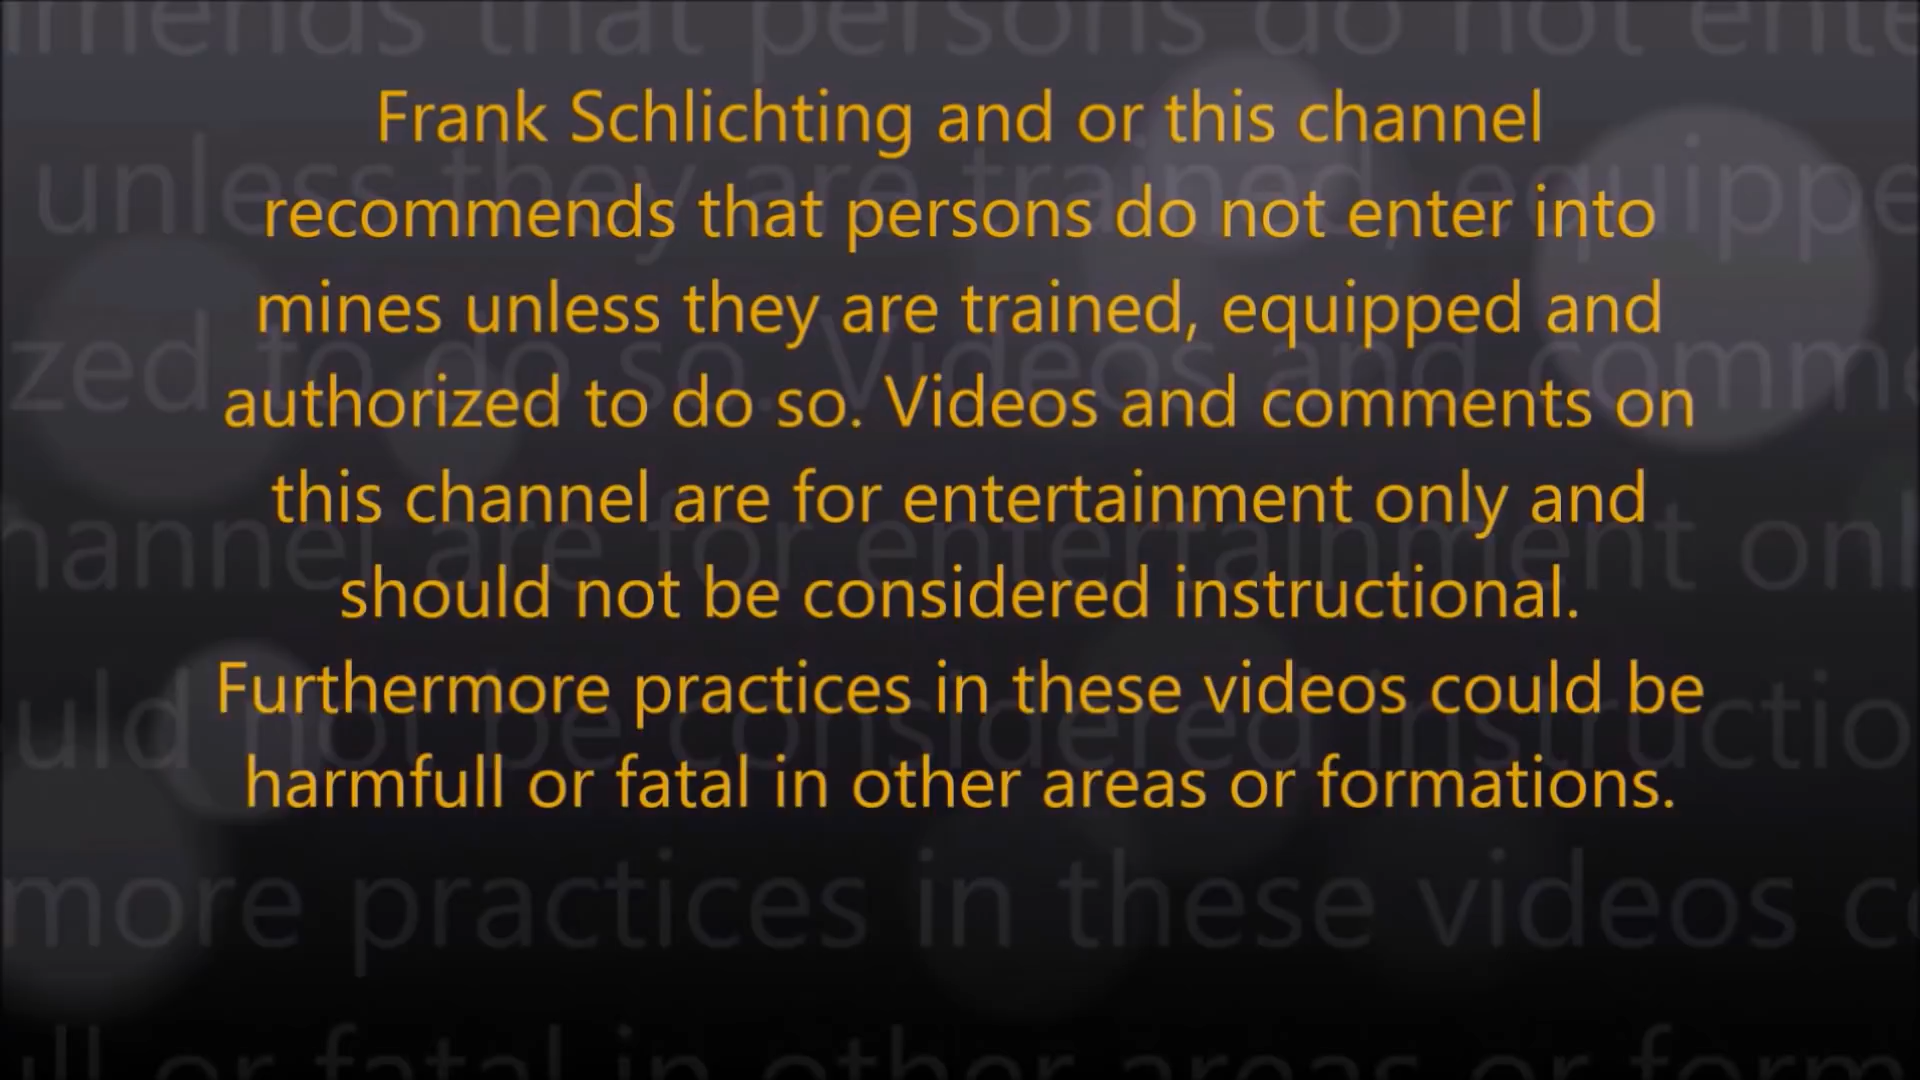 Frank Schlichting and or this channel
recommends that persons do not enter into
mines unless they are trained, equipped and
authorized to do so. Videos and comments on
this channel are for entertainment only and
should not be considered instructional.
Furthermore practices in these videos could be
harmfull or fatal in other areas or formations.